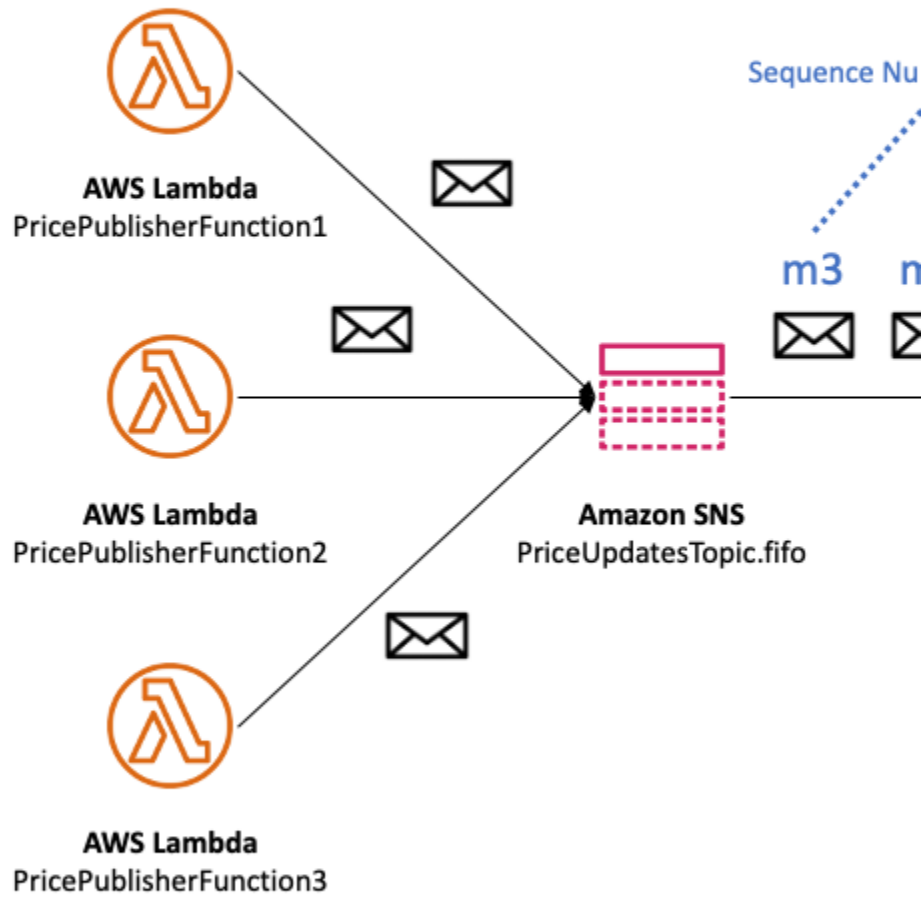 AWS Lambda
PricePublisherFunction1
Sequence Nu
m3
AWS Lambda
PricePublisherFunction2
Amazon SNS
PriceUpdatesTopic.fifo
AWS Lambda
PricePublisherFunction3